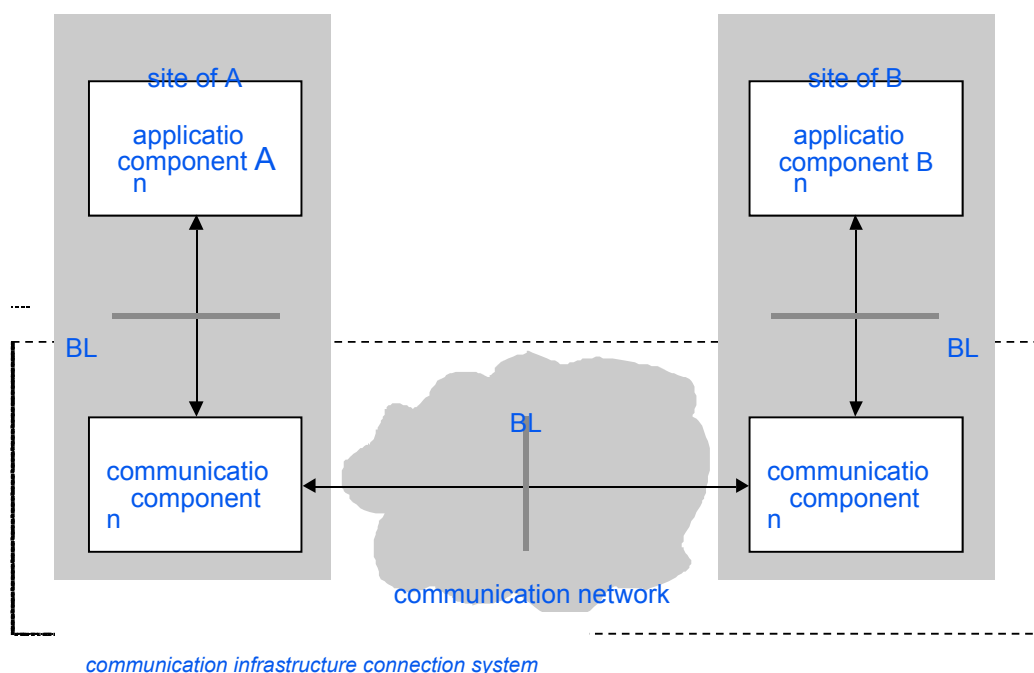 site of A
site of B
applicatio
component A
n
applicatio
component B
n
BL
BL
BL
communicatio
component
n
communicatio
component
n
communication network
communication infrastructure connection system